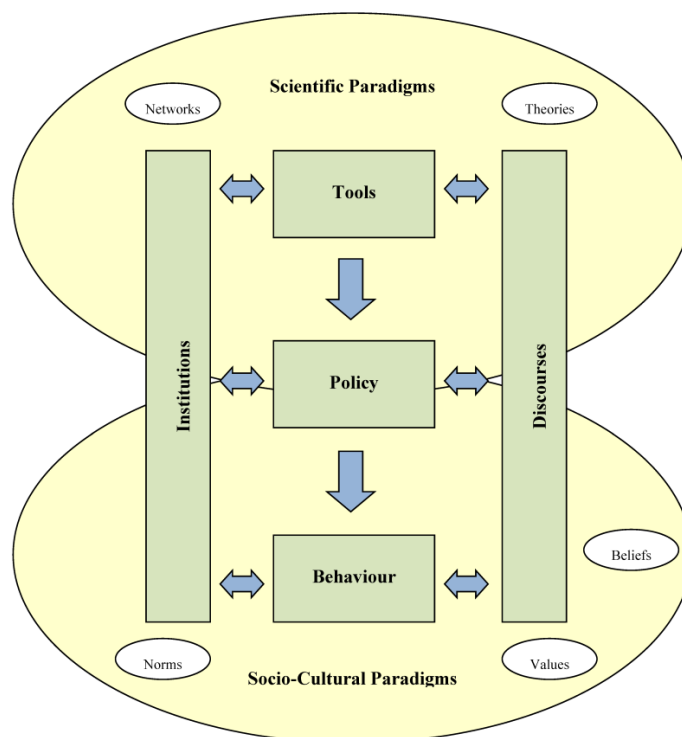 Scientific Paradigms
Networks
Theories
Tools
Institutions
Policy
Discourses
Behaviour
Beliefs
Norms
Values
Socio-Cultural Paradigms